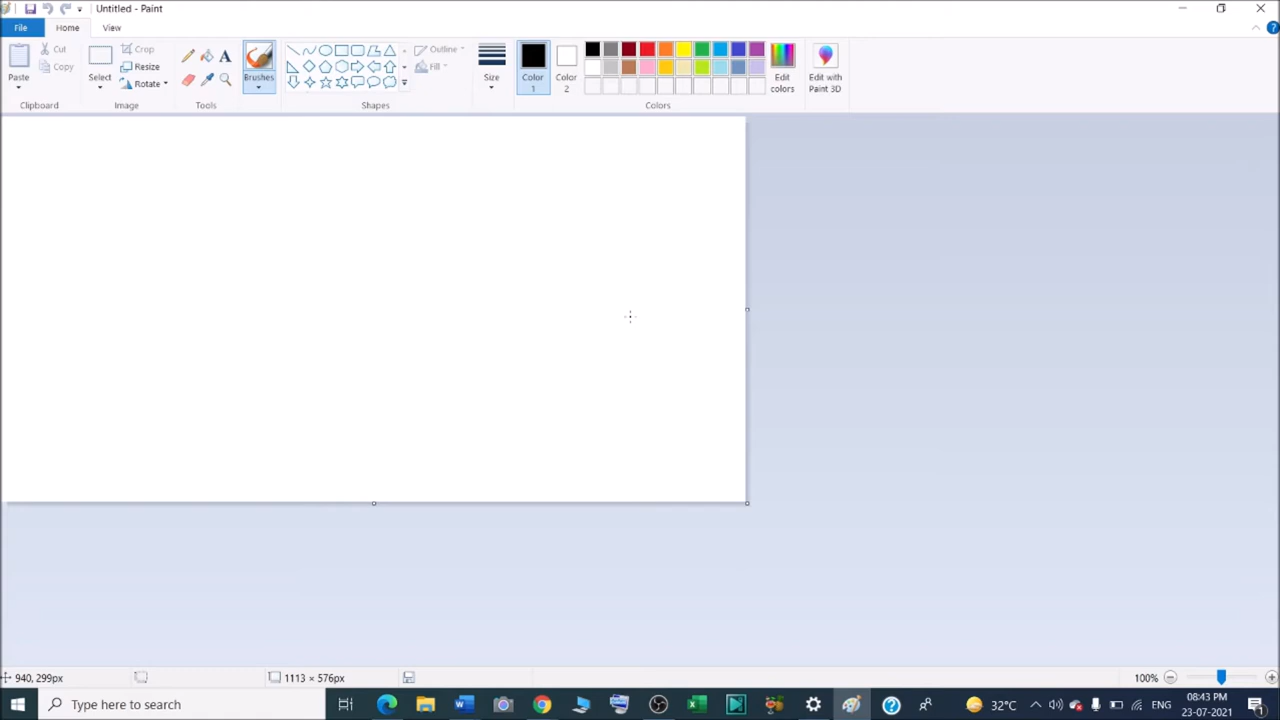 Untitled - Paint
File Home View
Paste
Cut
Copy
Clipboard
Select
Crop
Resize
Rotate
Image
A
Tools
Brushes
Outline
Fill
Shapes
Size
Color 1
Color 2
Edit colors
Colors
Edit with Paint 3D
940, 299px
1113 × 576px
100%
Type here to search
32°C
ENG
08:43 PM
23-07-2021
1